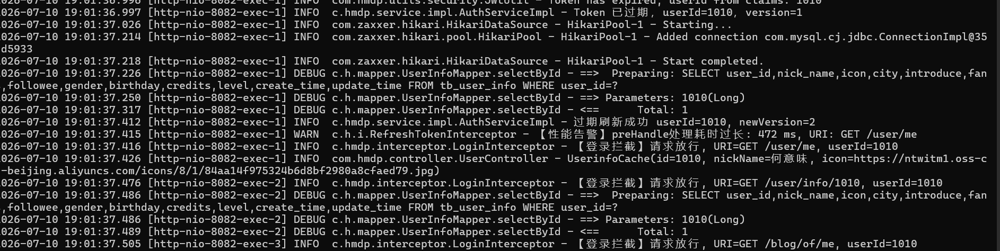 026-07-10 19:01:36.996 [http-nio-8082-exec-1] INFO  com.hmdp.utils.security.JwtUtil - Token has expired, userId from claims: 1010
026-07-10 19:01:36.997 [http-nio-8082-exec-1] INFO  c.hmdp.service.impl.AuthServiceImpl - Token 已过期, userId=1010, version=1
026-07-10 19:01:37.026 [http-nio-8082-exec-1] INFO  com.zaxxer.hikari.HikariDataSource - HikariPool-1 - Starting...
026-07-10 19:01:37.214 [http-nio-8082-exec-1] INFO  com.zaxxer.hikari.pool.HikariPool - HikariPool-1 - Added connection com.mysql.cj.jdbc.ConnectionImpl@35
d5933
026-07-10 19:01:37.218 [http-nio-8082-exec-1] INFO  com.zaxxer.hikari.HikariDataSource - HikariPool-1 - Start completed.
026-07-10 19:01:37.226 [http-nio-8082-exec-1] DEBUG c.h.mapper.UserInfoMapper.selectById - ==>  Preparing: SELECT user_id,nick_name,icon,city,introduce,fan
,followee,gender,birthday,credits,level,create_time,update_time FROM tb_user_info WHERE user_id=?
026-07-10 19:01:37.250 [http-nio-8082-exec-1] DEBUG c.h.mapper.UserInfoMapper.selectById - ==> Parameters: 1010(Long)
026-07-10 19:01:37.317 [http-nio-8082-exec-1] DEBUG c.h.mapper.UserInfoMapper.selectById - <==      Total: 1
026-07-10 19:01:37.412 [http-nio-8082-exec-1] INFO  c.hmdp.service.impl.AuthServiceImpl - 过期刷新成功 userId=1010, newVersion=2
026-07-10 19:01:37.415 [http-nio-8082-exec-1] WARN  c.h.i.RefreshTokenInterceptor - 【性能告警】preHandle处理耗时过长: 472 ms, URI: GET /user/me
026-07-10 19:01:37.416 [http-nio-8082-exec-1] INFO  c.hmdp.interceptor.LoginInterceptor - 【登录拦截】请求放行, URI=GET /user/me, userId=1010
026-07-10 19:01:37.426 [http-nio-8082-exec-1] INFO  com.hmdp.controller.UserController - UserinfoCache(id=1010, nickName=何意味, icon=https://ntwitm1.oss-c
-beijing.aliyuncs.com/icons/8/1/84aa14f975324b6d8bf2980a8cfaed79.jpg)
026-07-10 19:01:37.476 [http-nio-8082-exec-2] INFO  c.hmdp.interceptor.LoginInterceptor - 【登录拦截】请求放行, URI=GET /user/info/1010, userId=1010
026-07-10 19:01:37.486 [http-nio-8082-exec-2] DEBUG c.h.mapper.UserInfoMapper.selectById - ==>  Preparing: SELECT user_id,nick_name,icon,city,introduce,fan
,followee,gender,birthday,credits,level,create_time,update_time FROM tb_user_info WHERE user_id=?
026-07-10 19:01:37.486 [http-nio-8082-exec-2] DEBUG c.h.mapper.UserInfoMapper.selectById - ==> Parameters: 1010(Long)
026-07-10 19:01:37.489 [http-nio-8082-exec-2] DEBUG c.h.mapper.UserInfoMapper.selectById - <==      Total: 1
026-07-10 19:01:37.505 [http-nio-8082-exec-3] INFO  c.hmdp.interceptor.LoginInterceptor - 【登录拦截】请求放行, URI=GET /blog/of/me, userId=1010